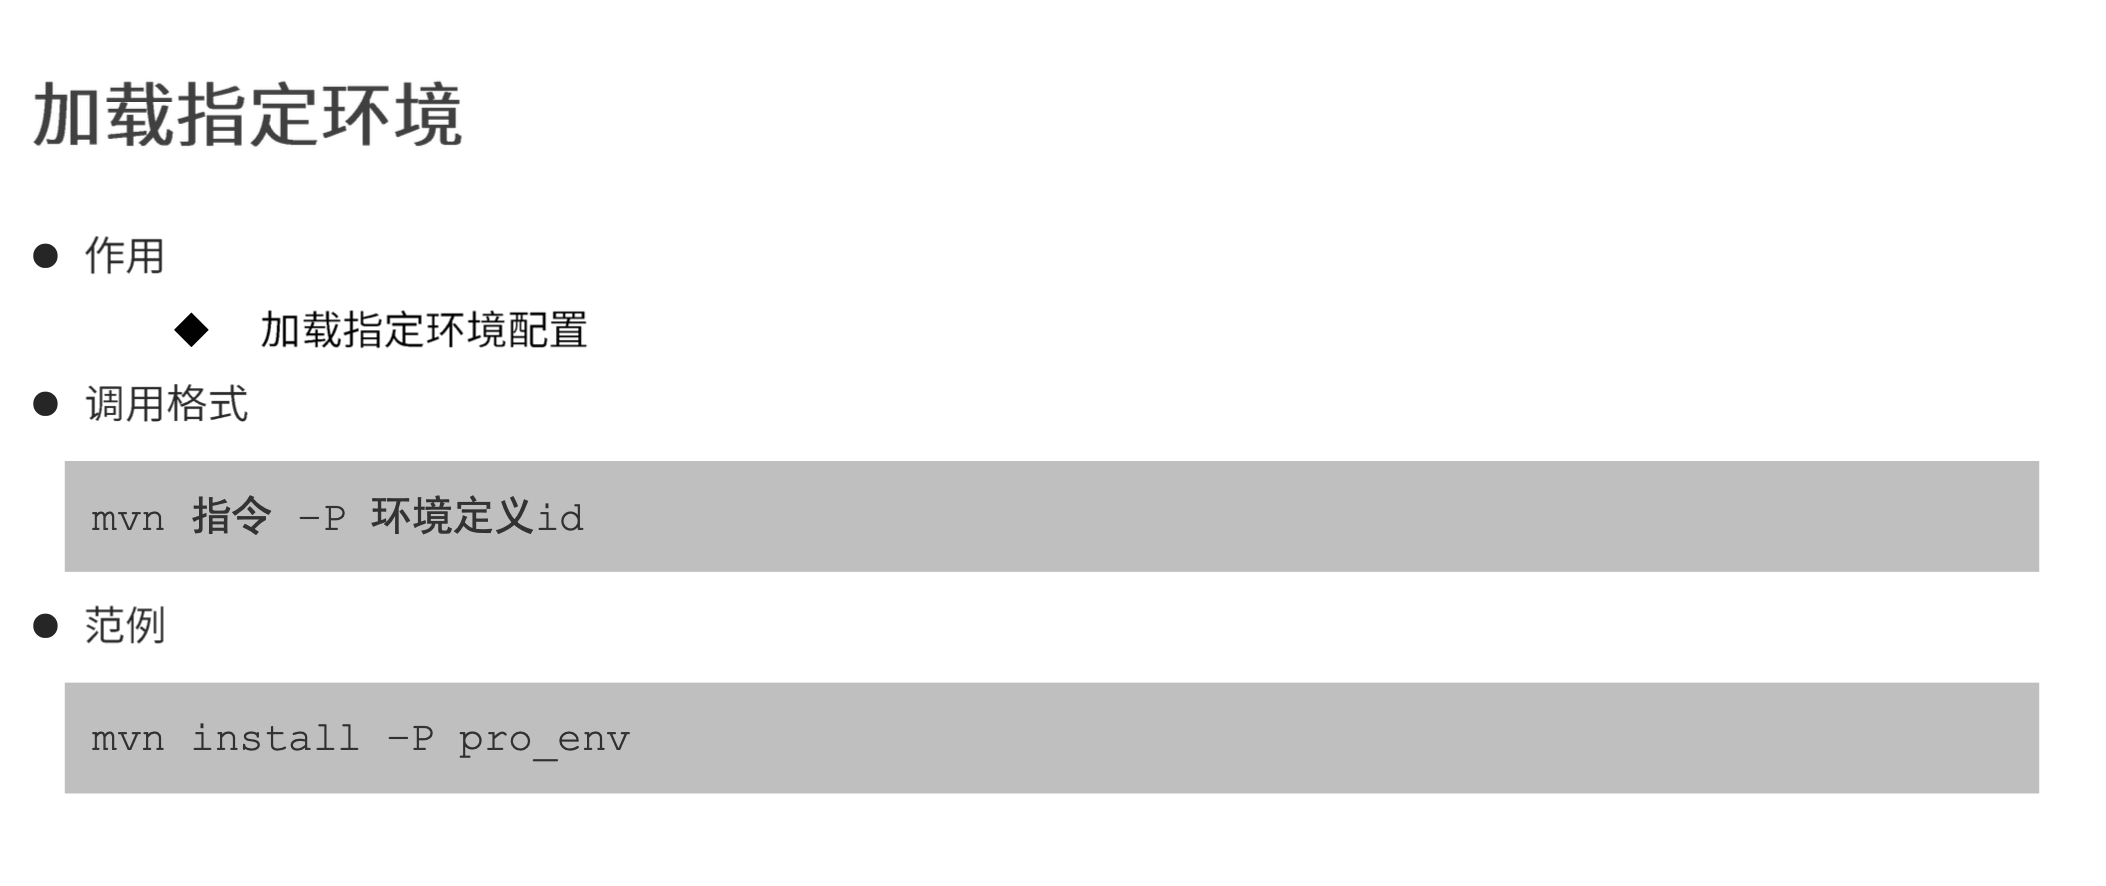 加载指定环境
● 作用
◆ 加载指定环境配置
● 调用格式
mvn 指令 –P 环境定义id
● 范例
mvn install –P pro_env